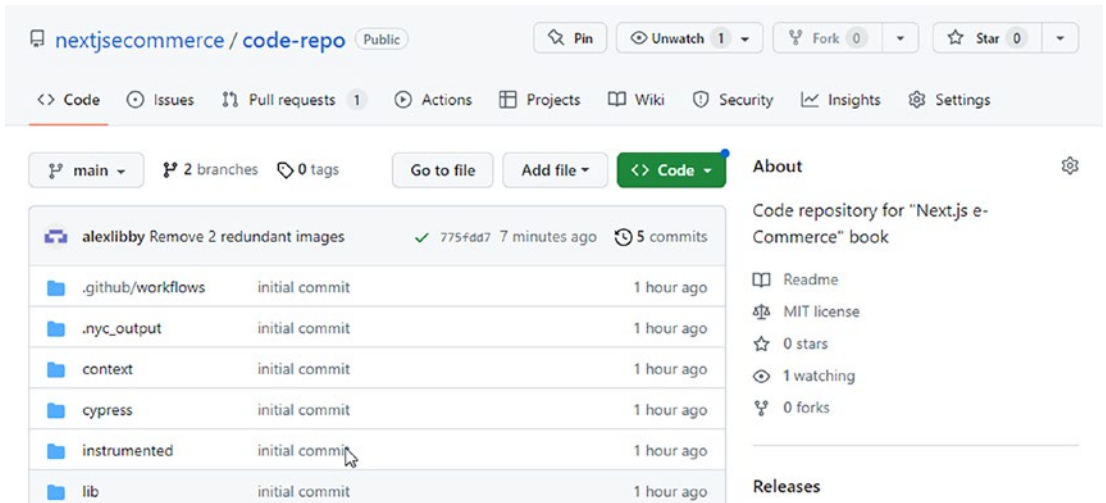 nextjsecommerce / code-repo Public Pin Unwatch 1 Fork 0 Star 0
Code Issues Pull requests 1 Actions Projects Wiki Security Insights Settings
main 2 branches 0 tags Go to file Add file Code
alexlibby Remove 2 redundant images 775fdd7 7 minutes ago 5 commits
.github/workflows initial commit 1 hour ago
.nyc_output initial commit 1 hour ago
context initial commit 1 hour ago
cypress initial commit 1 hour ago
instrumented initial commit 1 hour ago
lib initial commit 1 hour ago
About
Code repository for "Next.js e-
Commerce" book
Readme
MIT license
0 stars
1 watching
0 forks
Releases